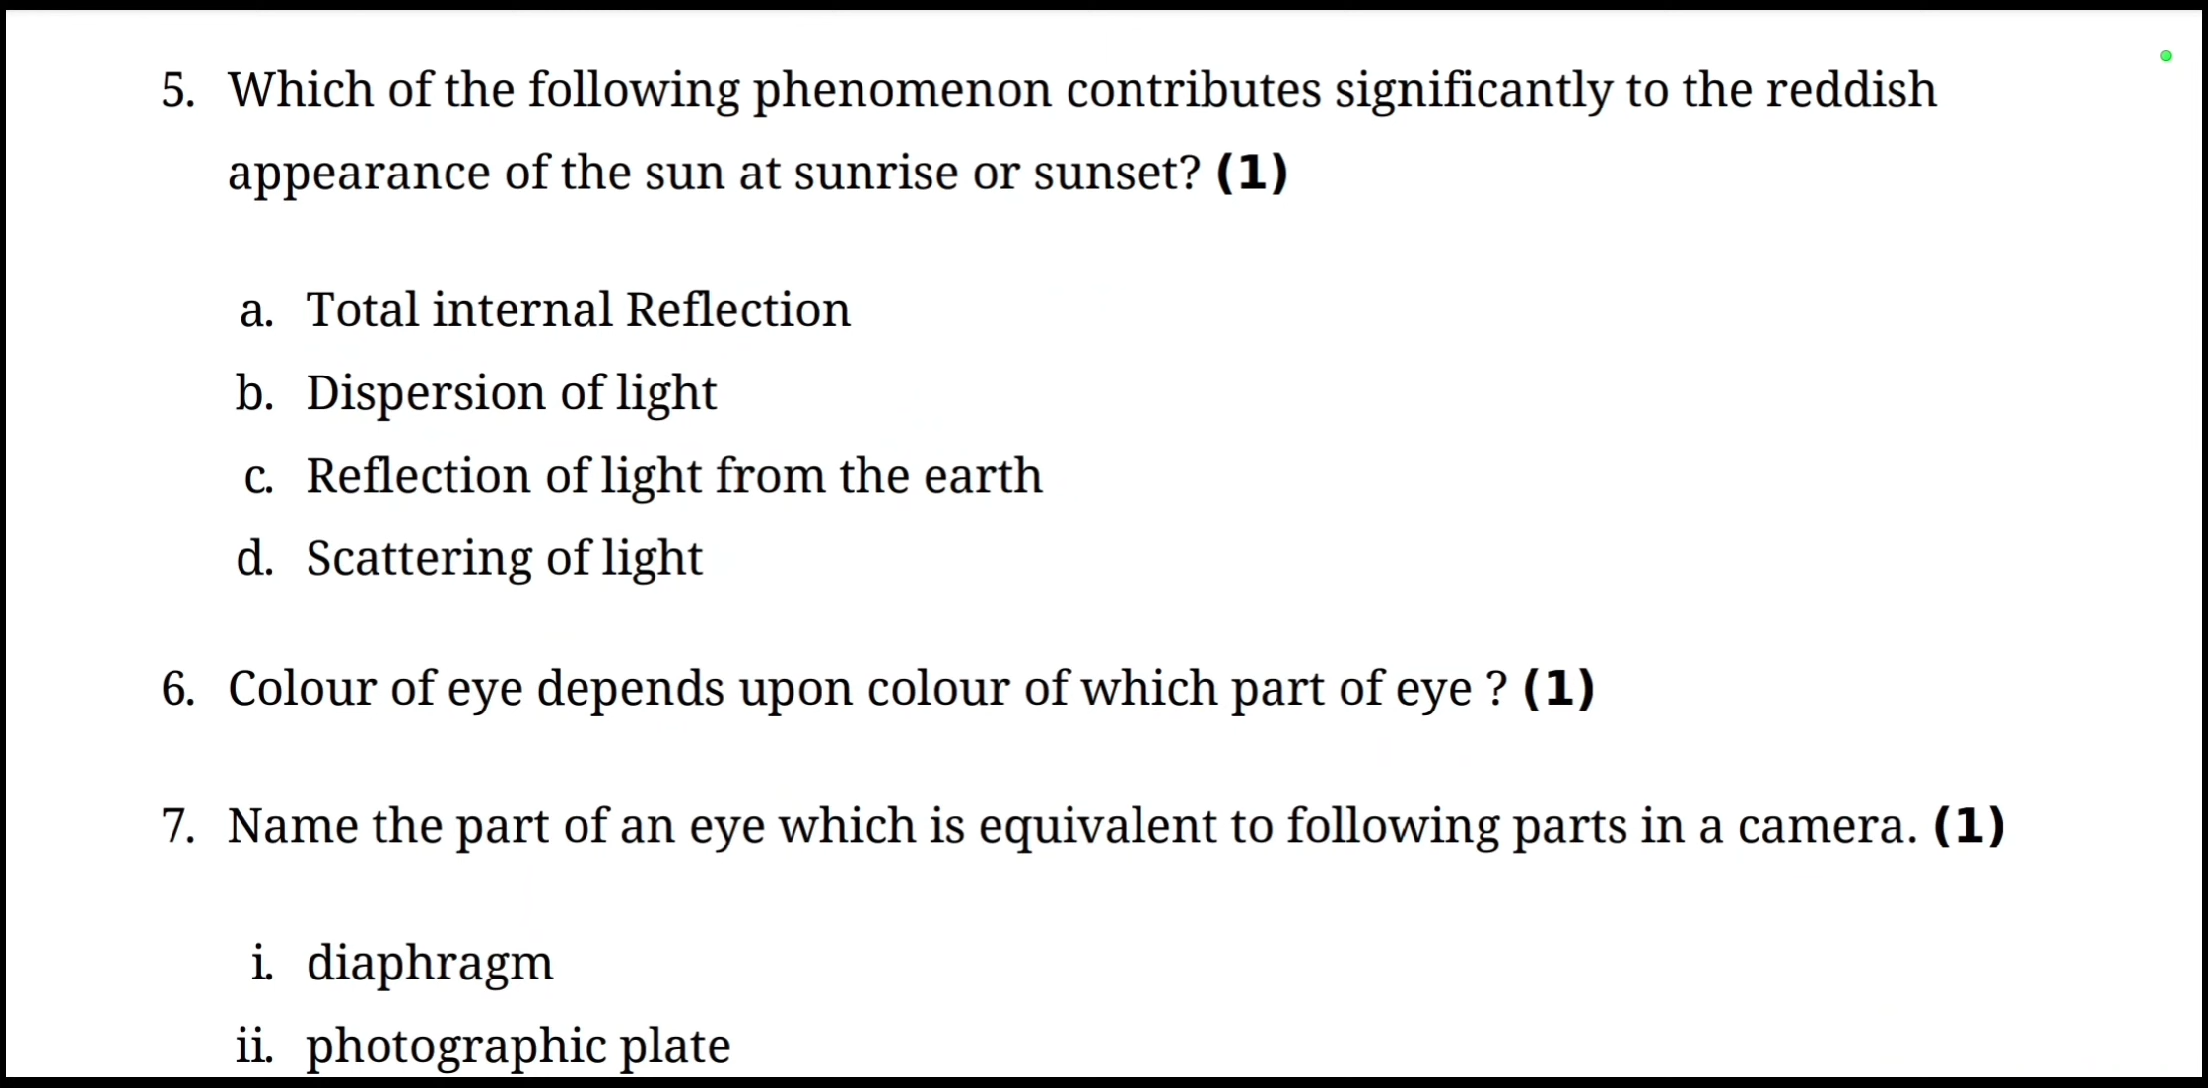 5. Which of the following phenomenon contributes significantly to the reddish
appearance of the sun at sunrise or sunset? (1)
a. Total internal Reflection
b. Dispersion of light
c. Reflection of light from the earth
d. Scattering of light
6. Colour of eye depends upon colour of which part of eye ? (1)
7. Name the part of an eye which is equivalent to following parts in a camera. (1)
i. diaphragm
ii. photographic plate